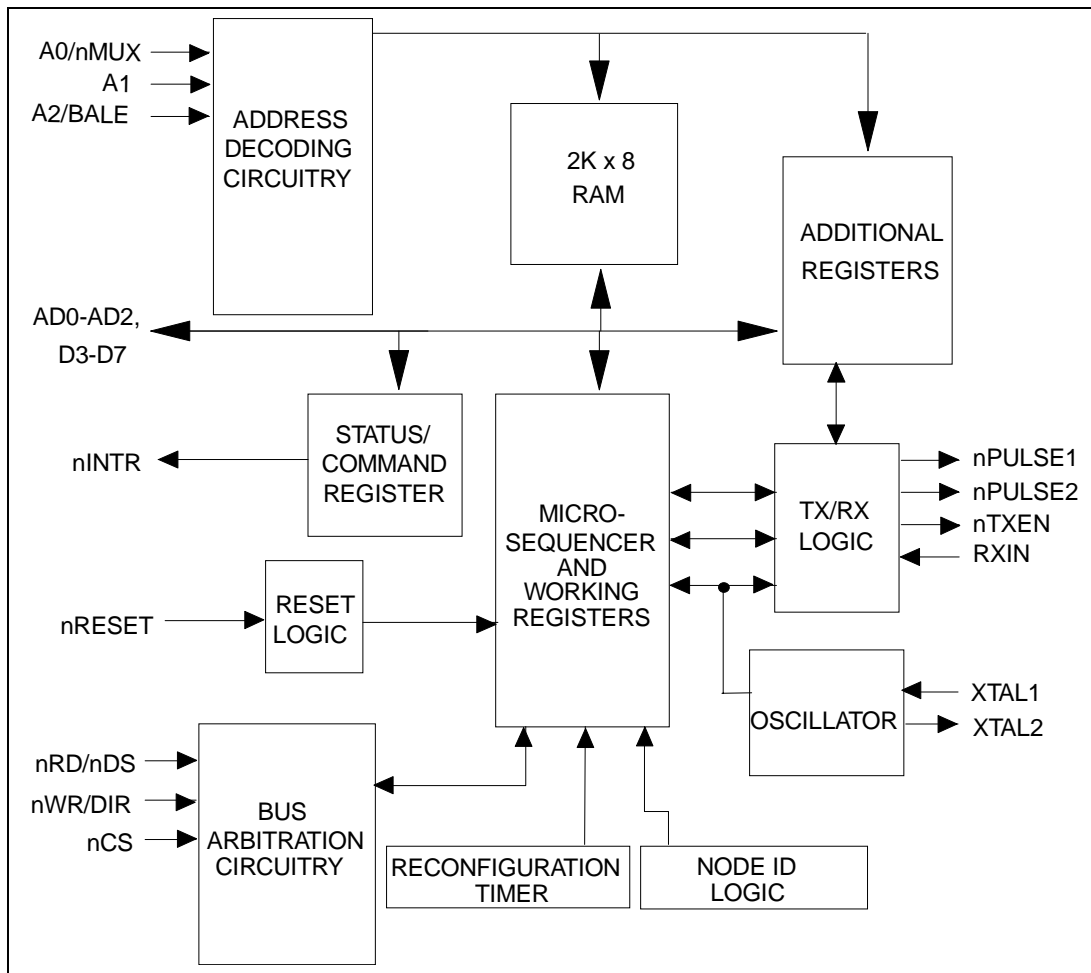 A0/nMUX
A1
A2/BALE
ADDRESS
DECODING
CIRCUITRY
2K x 8
RAM
ADDITIONAL
REGISTERS
AD0-AD2,
D3-D7
nINTR
STATUS/
COMMAND
REGISTER
MICRO-
SEQUENCER
AND
WORKING
REGISTERS
TX/RX
LOGIC
nPULSE1
nPULSE2
nTXEN
RXIN
nRESET
RESET
LOGIC
OSCILLATOR
XTAL1
XTAL2
nRD/nDS
nWR/DIR
nCS
BUS
ARBITRATION
CIRCUITRY
RECONFIGURATION
TIMER
NODE ID
LOGIC